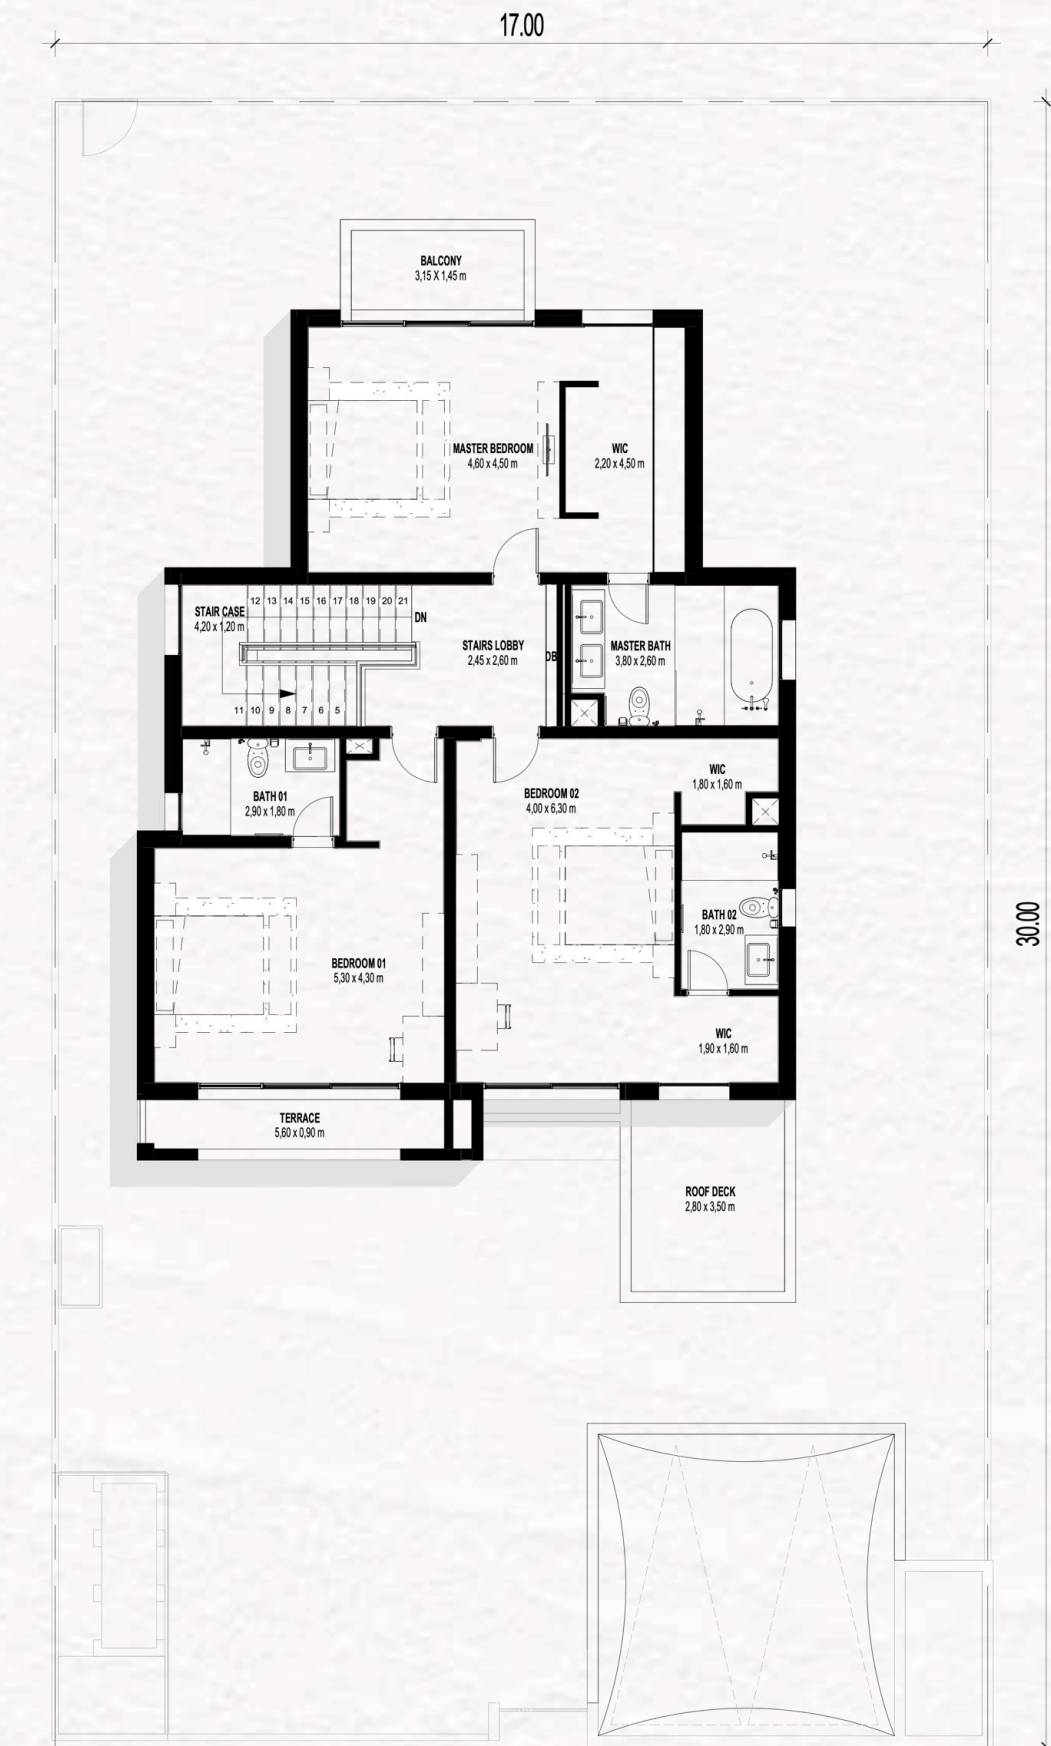 17.00
BALCONY
3,15 X 1,45 m
MASTER BEDROOM
4,60 x 4,50 m
WIC
2,20 x 4,50 m
12 13 14 15 16 17 18 19 20 21
STAIR CASE
4,20 x 1,20 m
DN
STAIRS LOBBY
2,45 x 2,60 m
DB
MASTER BATH
3,80 x 2,60 m
11 10 9 8 7 6 5
BATH 01
2,90 x 1,80 m
BEDROOM 02
4,00 x 6,30 m
WIC
1,80 x 1,60 m
BATH 02
1,80 x 2,90 m
30.00
BEDROOM 01
5,30 x 4,30 m
WIC
1,90 x 1,60 m
TERRACE
5,60 x 0,90 m
ROOF DECK
2,80 x 3,50 m